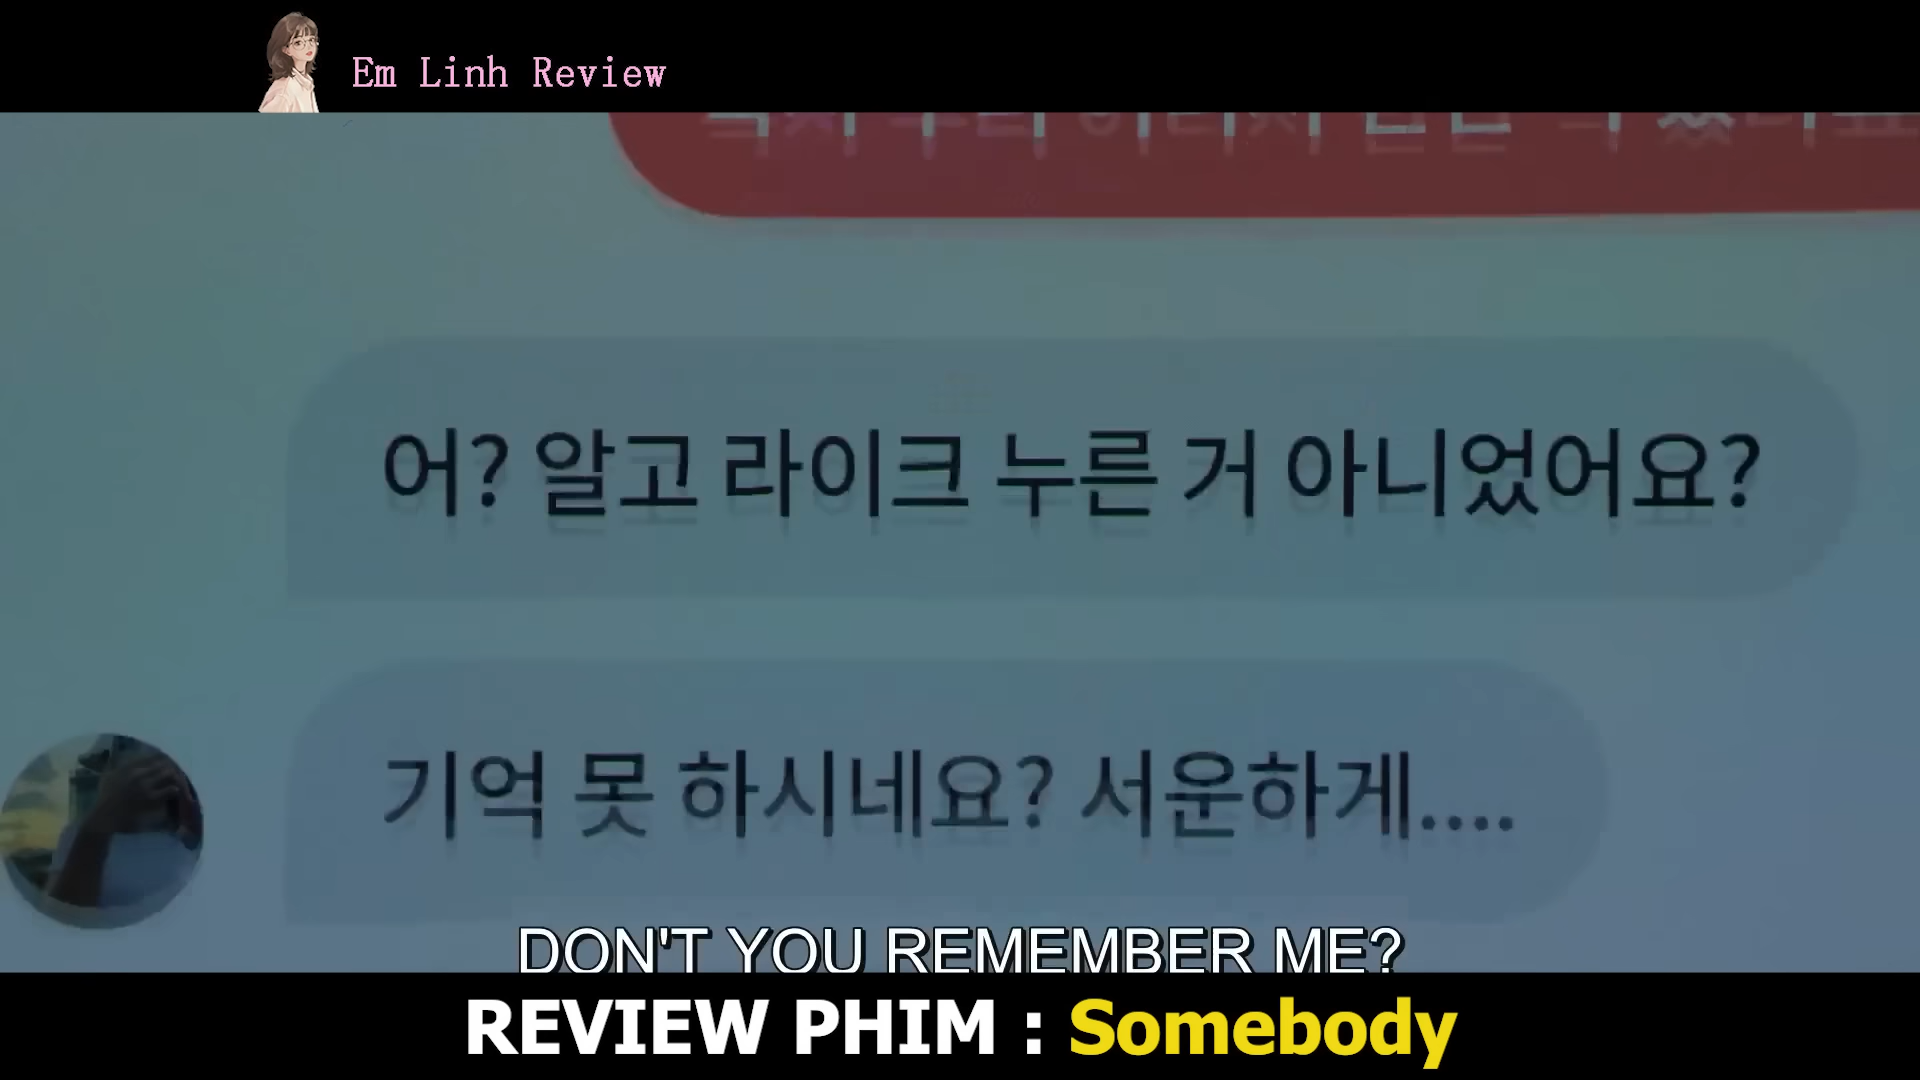 Em Linh Review
어? 알고 라이크 누른 거 아니었어요?
기억 못 하시네요? 서운하게....
DON'T YOU REMEMBER ME?
REVIEW PHIM : Somebody